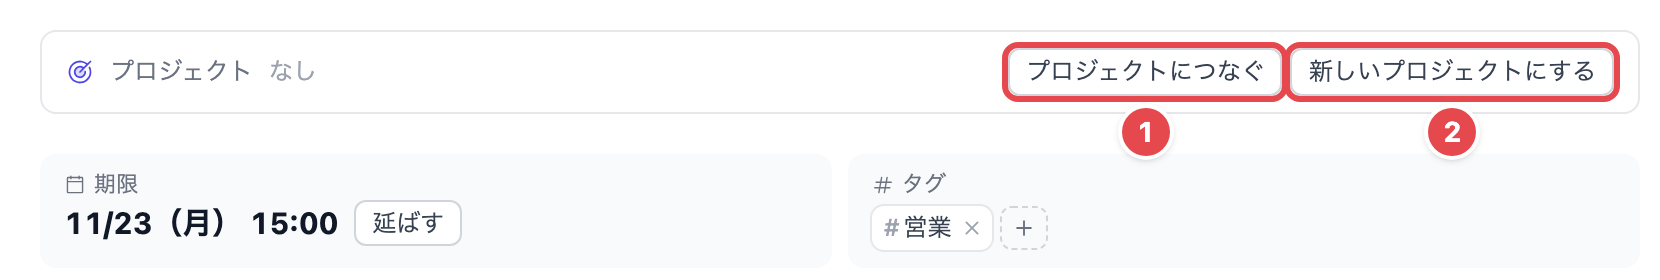 プロジェクト なし プロジェクトにつなぐ 新しいプロジェクトにする
1 2
期限
11/23（月） 15:00 延ばす
# タグ
#営業 × +